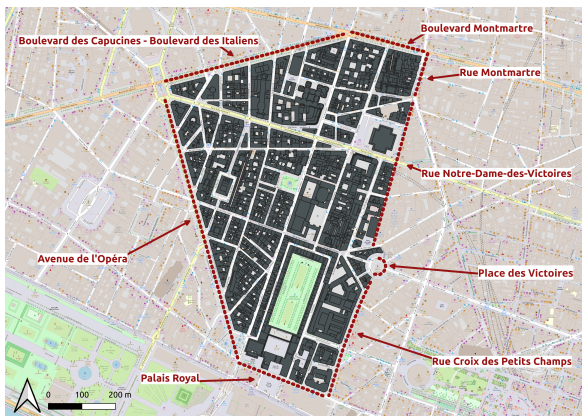 Boulevard Montmartre
Boulevard des Capucines - Boulevard des Italiens
Rue Montmartre
Rue Notre-Dame-des-Victoires
Avenue de l'Opéra
Place des Victoires
Rue Croix des Petits Champs
Palais Royal
0 100 200 m